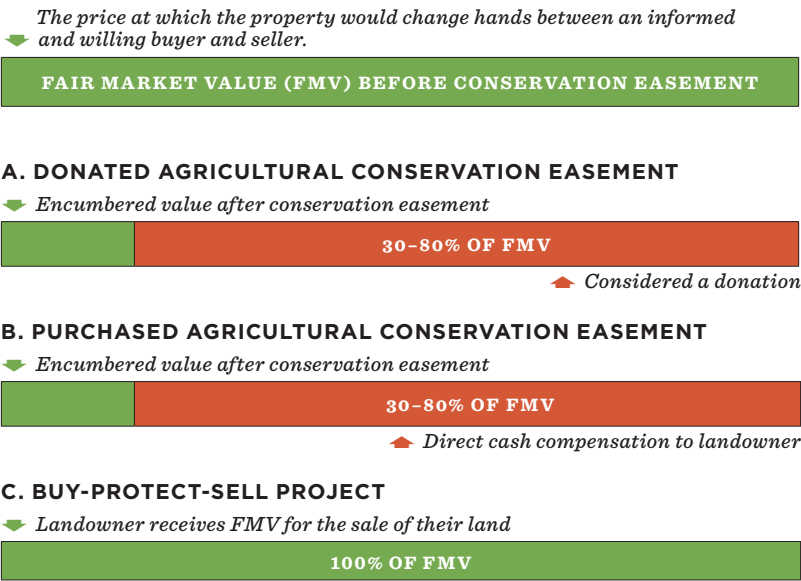 The price at which the property would change hands between an informed
and willing buyer and seller.
FAIR MARKET VALUE (FMV) BEFORE CONSERVATION EASEMENT
A. DONATED AGRICULTURAL CONSERVATION EASEMENT
Encumbered value after conservation easement
30–80% OF FMV
Considered a donation
B. PURCHASED AGRICULTURAL CONSERVATION EASEMENT
Encumbered value after conservation easement
30–80% OF FMV
Direct cash compensation to landowner
C. BUY-PROTECT-SELL PROJECT
Landowner receives FMV for the sale of their land
100% OF FMV